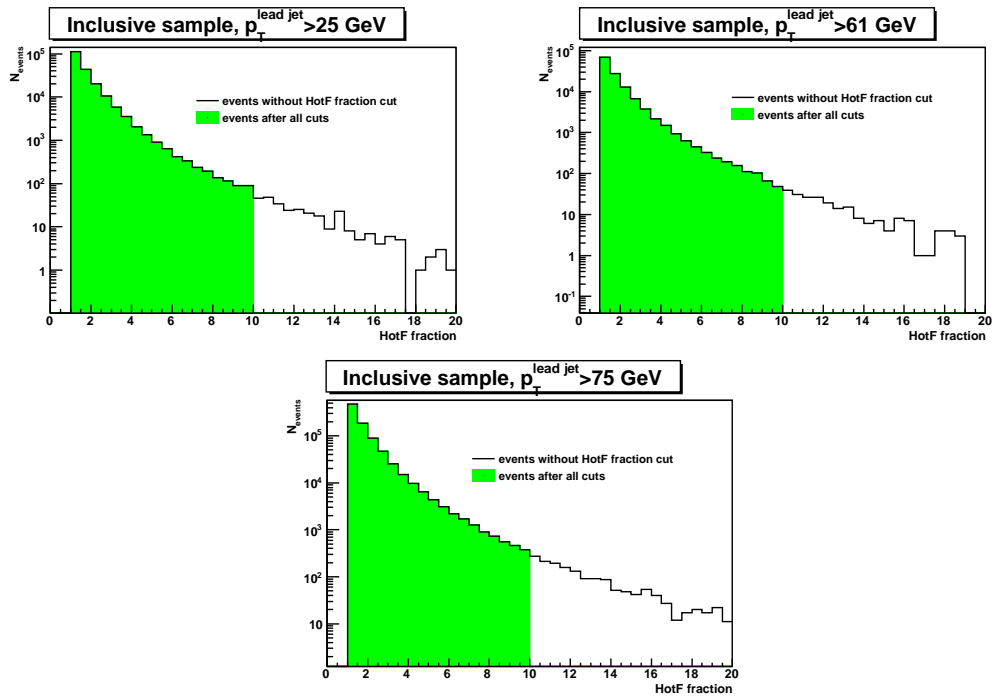 Inclusive sample, p_T^lead jet >25 GeV
N_events
10^5
10^4
10^3
10^2
10
1
events without HotF fraction cut
events after all cuts
0 2 4 6 8 10 12 14 16 18 20
HotF fraction
Inclusive sample, p_T^lead jet >61 GeV
N_events
10^5
10^4
10^3
10^2
10
1
10^-1
events without HotF fraction cut
events after all cuts
0 2 4 6 8 10 12 14 16 18 20
HotF fraction
Inclusive sample, p_T^lead jet >75 GeV
N_events
10^5
10^4
10^3
10^2
10
events without HotF fraction cut
events after all cuts
0 2 4 6 8 10 12 14 16 18 20
HotF fraction